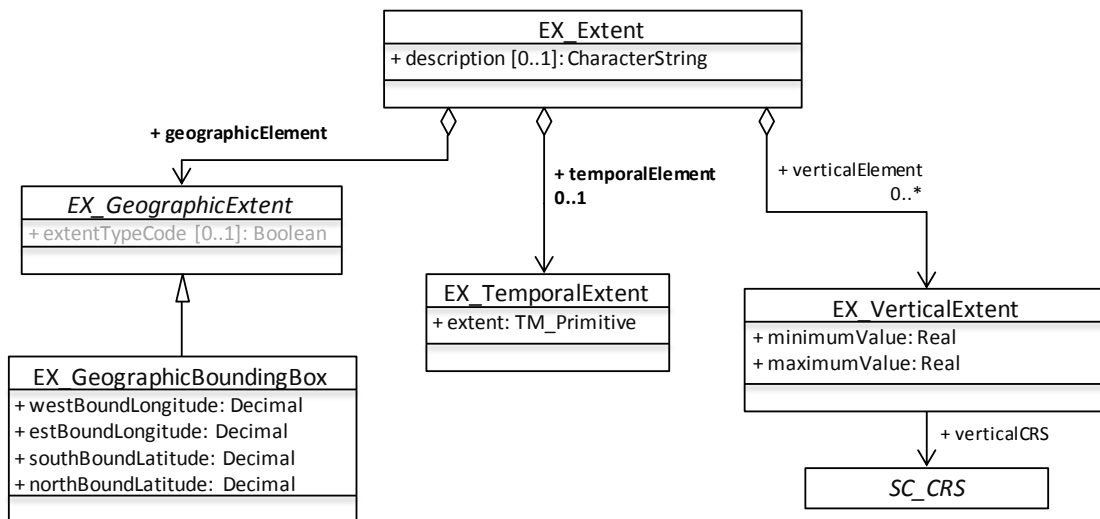 EX_Extent
+ description [0..1]: CharacterString
+ geographicElement
+ temporalElement
0..1
+ verticalElement
0..*
EX_GeographicExtent
+ extentTypeCode [0..1]: Boolean
EX_TemporalExtent
+ extent: TM_Primitive
EX_VerticalExtent
+ minimumValue: Real
+ maximumValue: Real
EX_GeographicBoundingBox
+ westBoundLongitude: Decimal
+ estBoundLongitude: Decimal
+ southBoundLatitude: Decimal
+ northBoundLatitude: Decimal
+ verticalCRS
SC_CRS